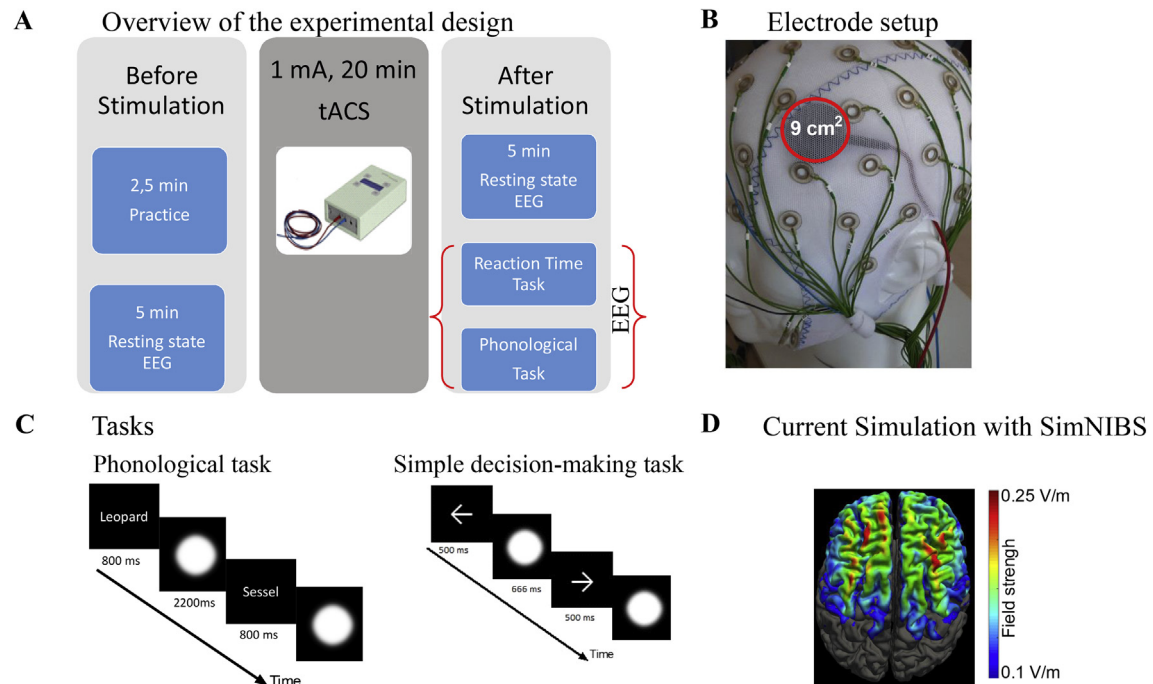 A
Overview of the experimental design
Before
Stimulation
2,5 min
Practice
5 min
Resting state
EEG
1 mA, 20 min
tACS
After
Stimulation
5 min
Resting state
EEG
Reaction Time
Task
Phonological
Task
EEG
B
Electrode setup
9 cm²
C
Tasks
Phonological task
Leopard
800 ms
2200ms
Sessel
800 ms
Time
Simple decision-making task
500 ms
666 ms
500 ms
Time
D
Current Simulation with SimNIBS
0.25 V/m
Field strengh
0.1 V/m